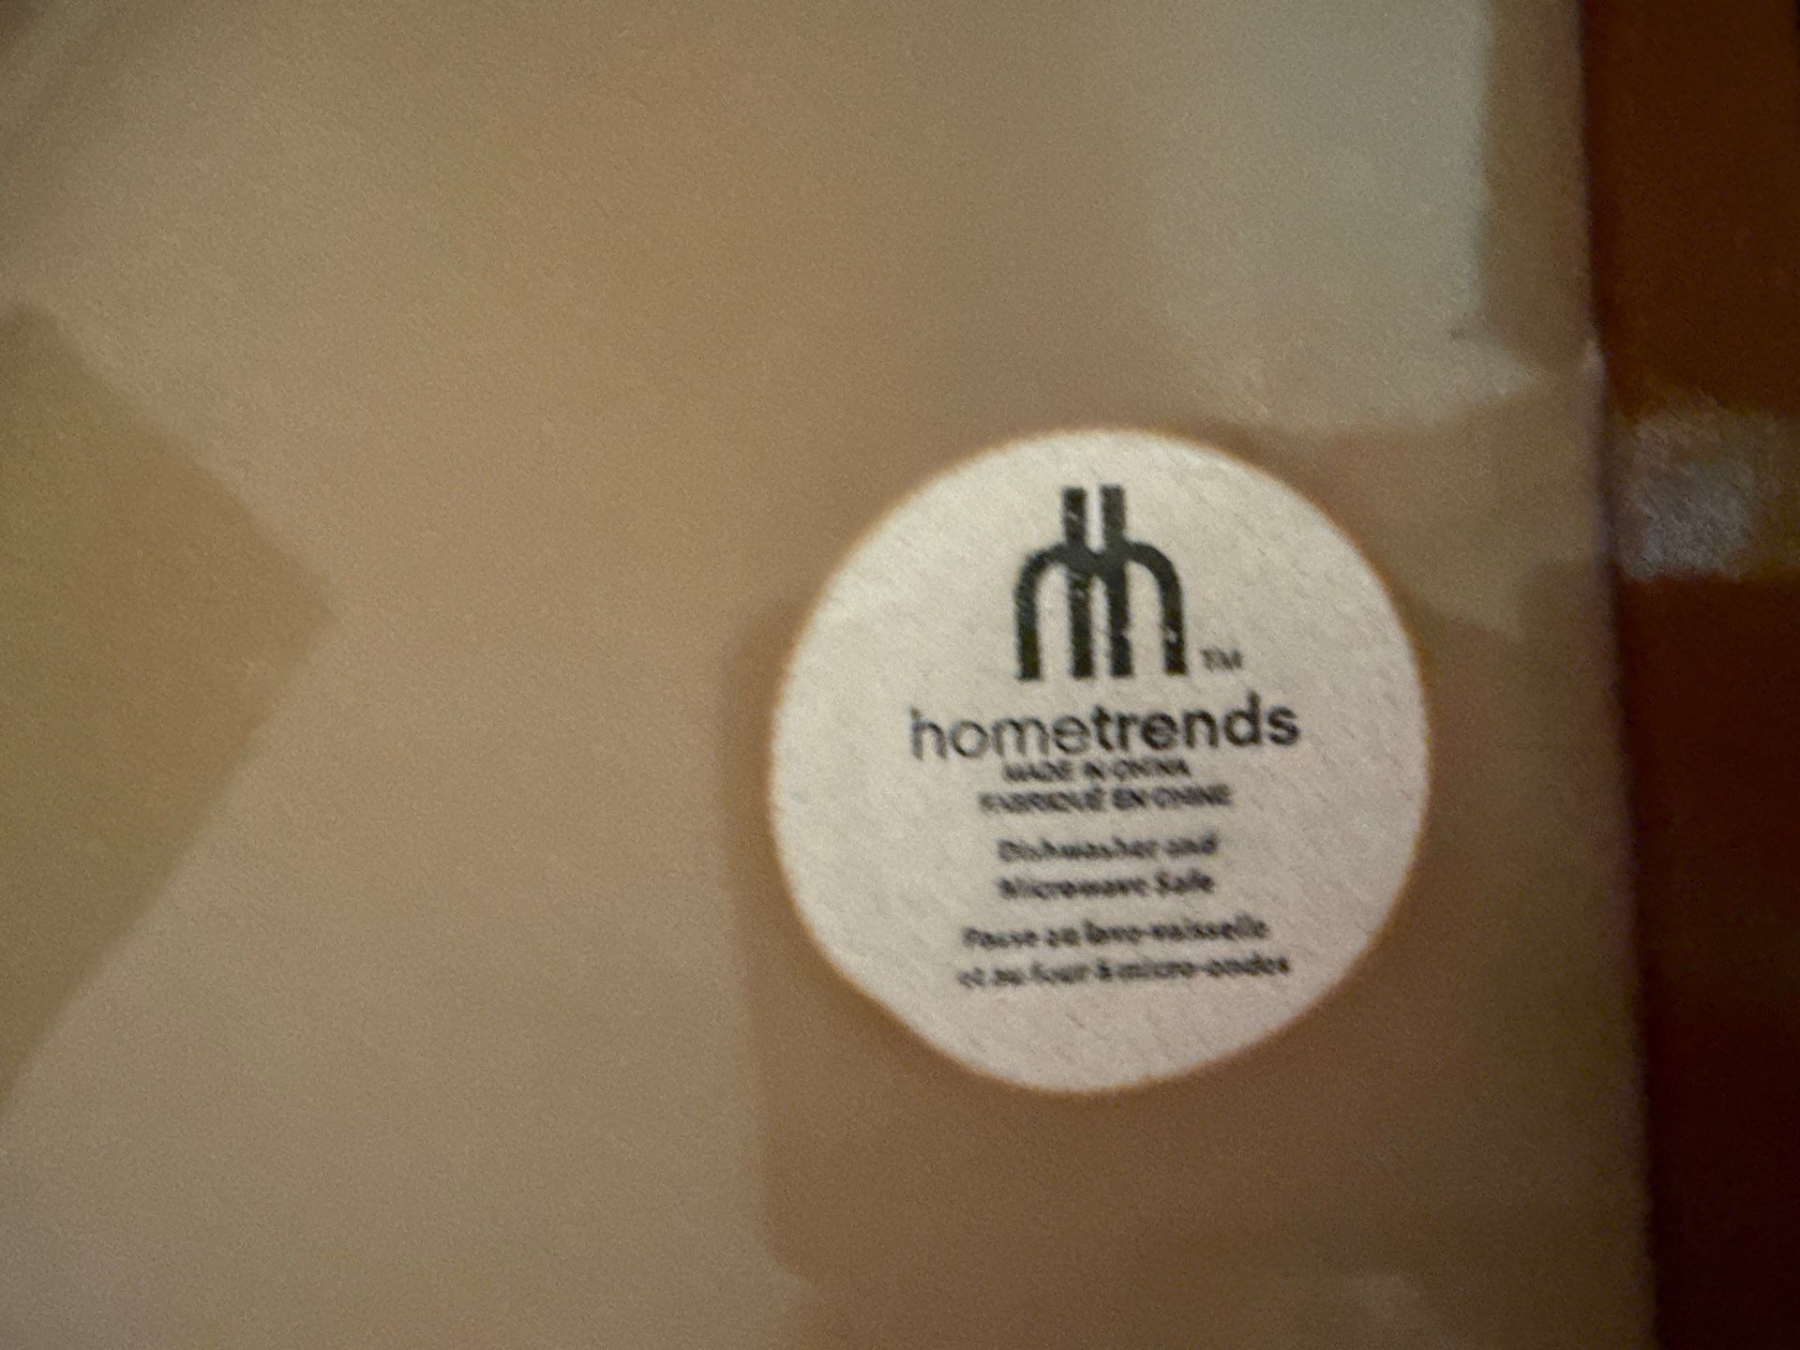 TM
hometrends
MADE IN CHINA
FABRIQUÉ EN CHINE
Dishwasher and
Microwave Safe
Passe au lave-vaisselle
et au four à micro-ondes